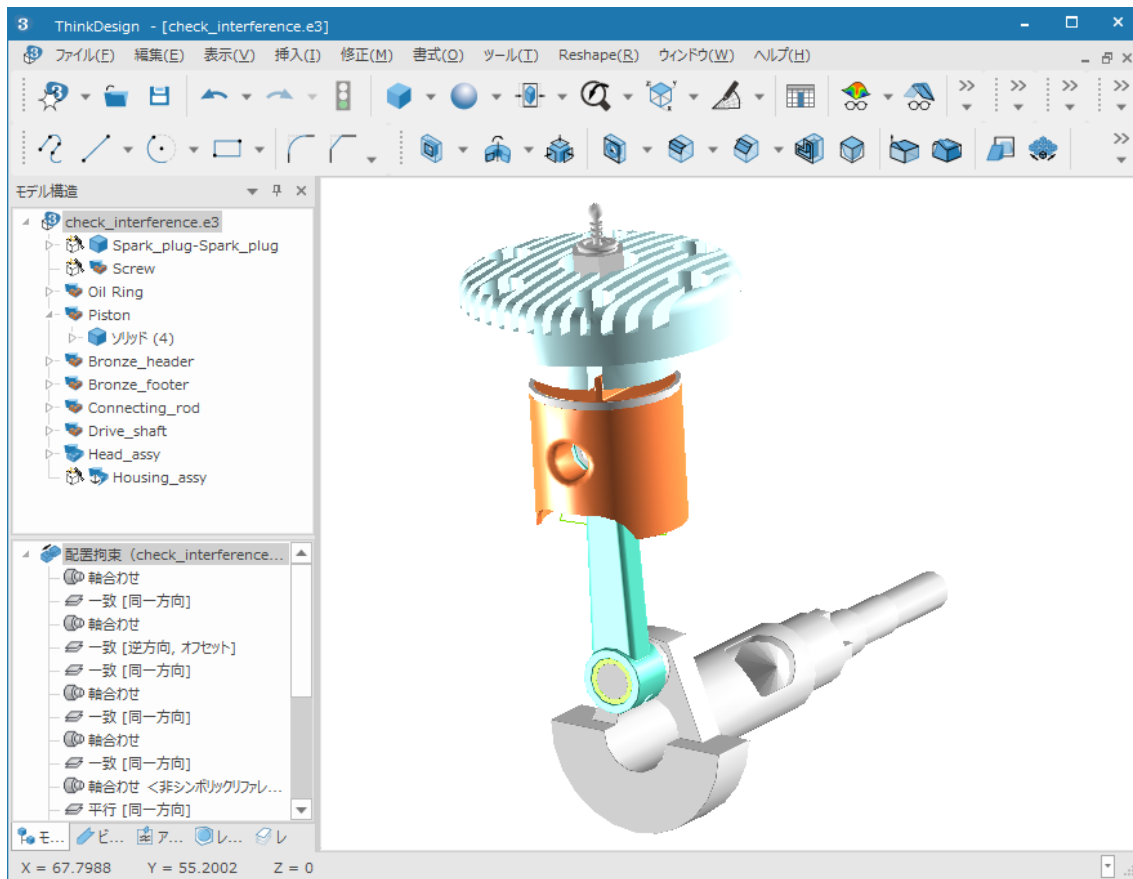 3 ThinkDesign - [check_interference.e3]
ファイル(F) 編集(E) 表示(V) 挿入(I) 修正(M) 書式(O) ツール(T) Reshape(R) ウィンドウ(W) ヘルプ(H)
モデル構造
check_interference.e3
Spark_plug-Spark_plug
Screw
Oil Ring
Piston
ソリッド (4)
Bronze_header
Bronze_footer
Connecting_rod
Drive_shaft
Head_assy
Housing_assy
配置拘束（check_interference...
軸合わせ
一致 [同一方向]
軸合わせ
一致 [逆方向, オフセット]
一致 [同一方向]
軸合わせ
一致 [同一方向]
軸合わせ
一致 [同一方向]
軸合わせ <非シンボリックリファレ...
平行 [同一方向]
モ... ビ... ア... レ... レ
X = 67.7988 Y = 55.2002 Z = 0